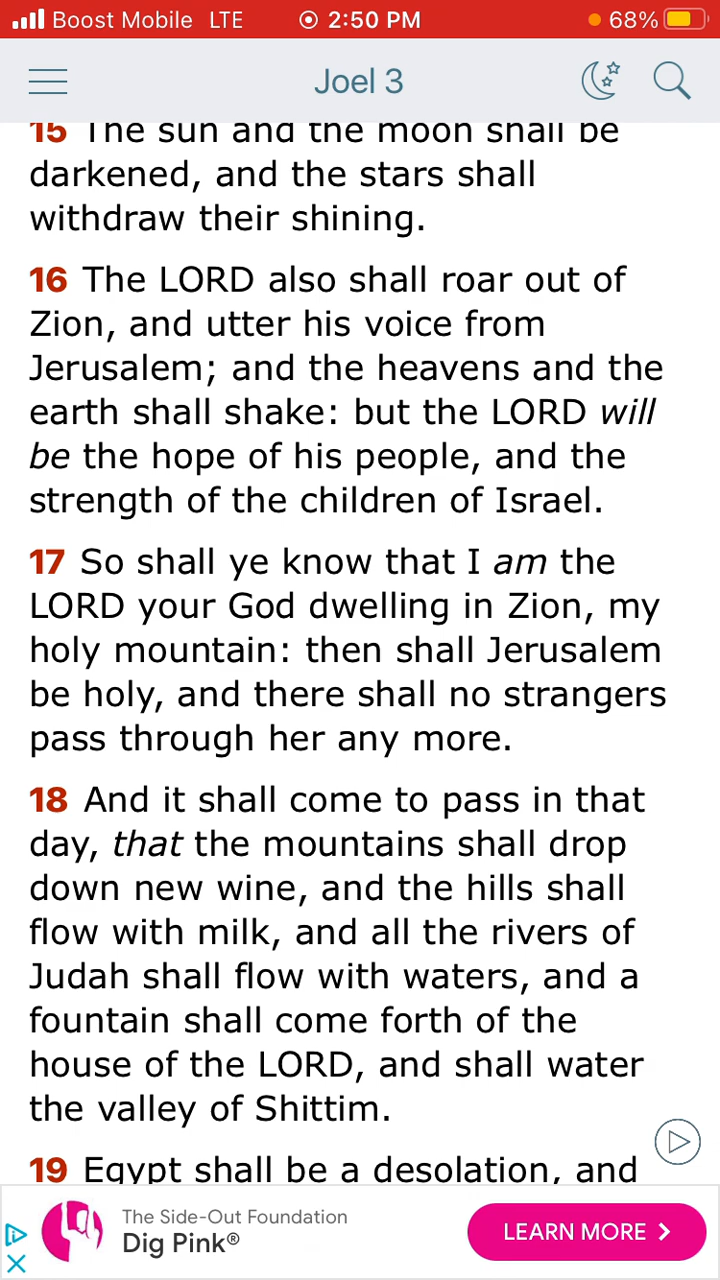 Boost Mobile LTE 2:50 PM 68%
Joel 3
15 The sun and the moon shall be
darkened, and the stars shall
withdraw their shining.
16 The LORD also shall roar out of
Zion, and utter his voice from
Jerusalem; and the heavens and the
earth shall shake: but the LORD will
be the hope of his people, and the
strength of the children of Israel.
17 So shall ye know that I am the
LORD your God dwelling in Zion, my
holy mountain: then shall Jerusalem
be holy, and there shall no strangers
pass through her any more.
18 And it shall come to pass in that
day, that the mountains shall drop
down new wine, and the hills shall
flow with milk, and all the rivers of
Judah shall flow with waters, and a
fountain shall come forth of the
house of the LORD, and shall water
the valley of Shittim.
19 Egypt shall be a desolation, and
The Side-Out Foundation
Dig Pink®
LEARN MORE